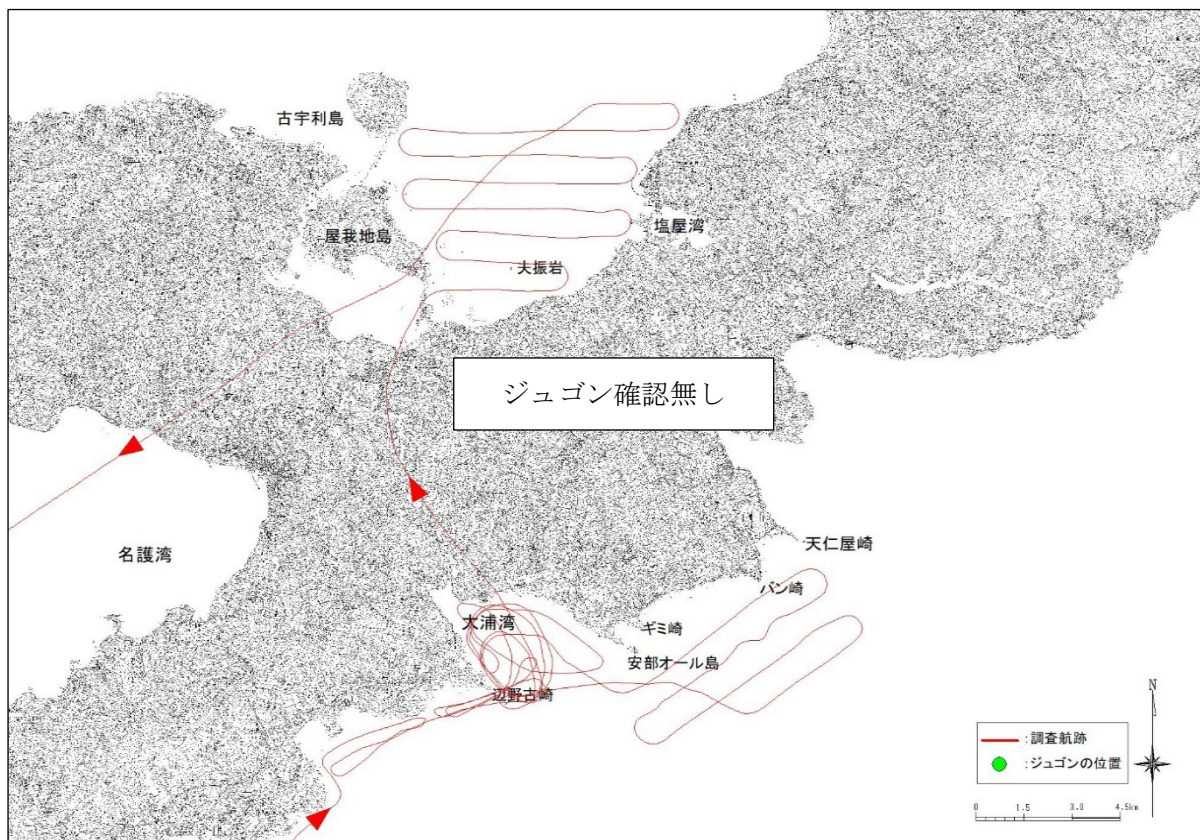 古宇利島
屋我地島
塩屋湾
大振岩
ジュゴン確認無し
名護湾
天仁屋崎
バン崎
大浦湾
ギミ崎
安部オール島
辺野古崎
N
:調査航跡
:ジュゴンの位置
0 1.5 3.0 4.5km